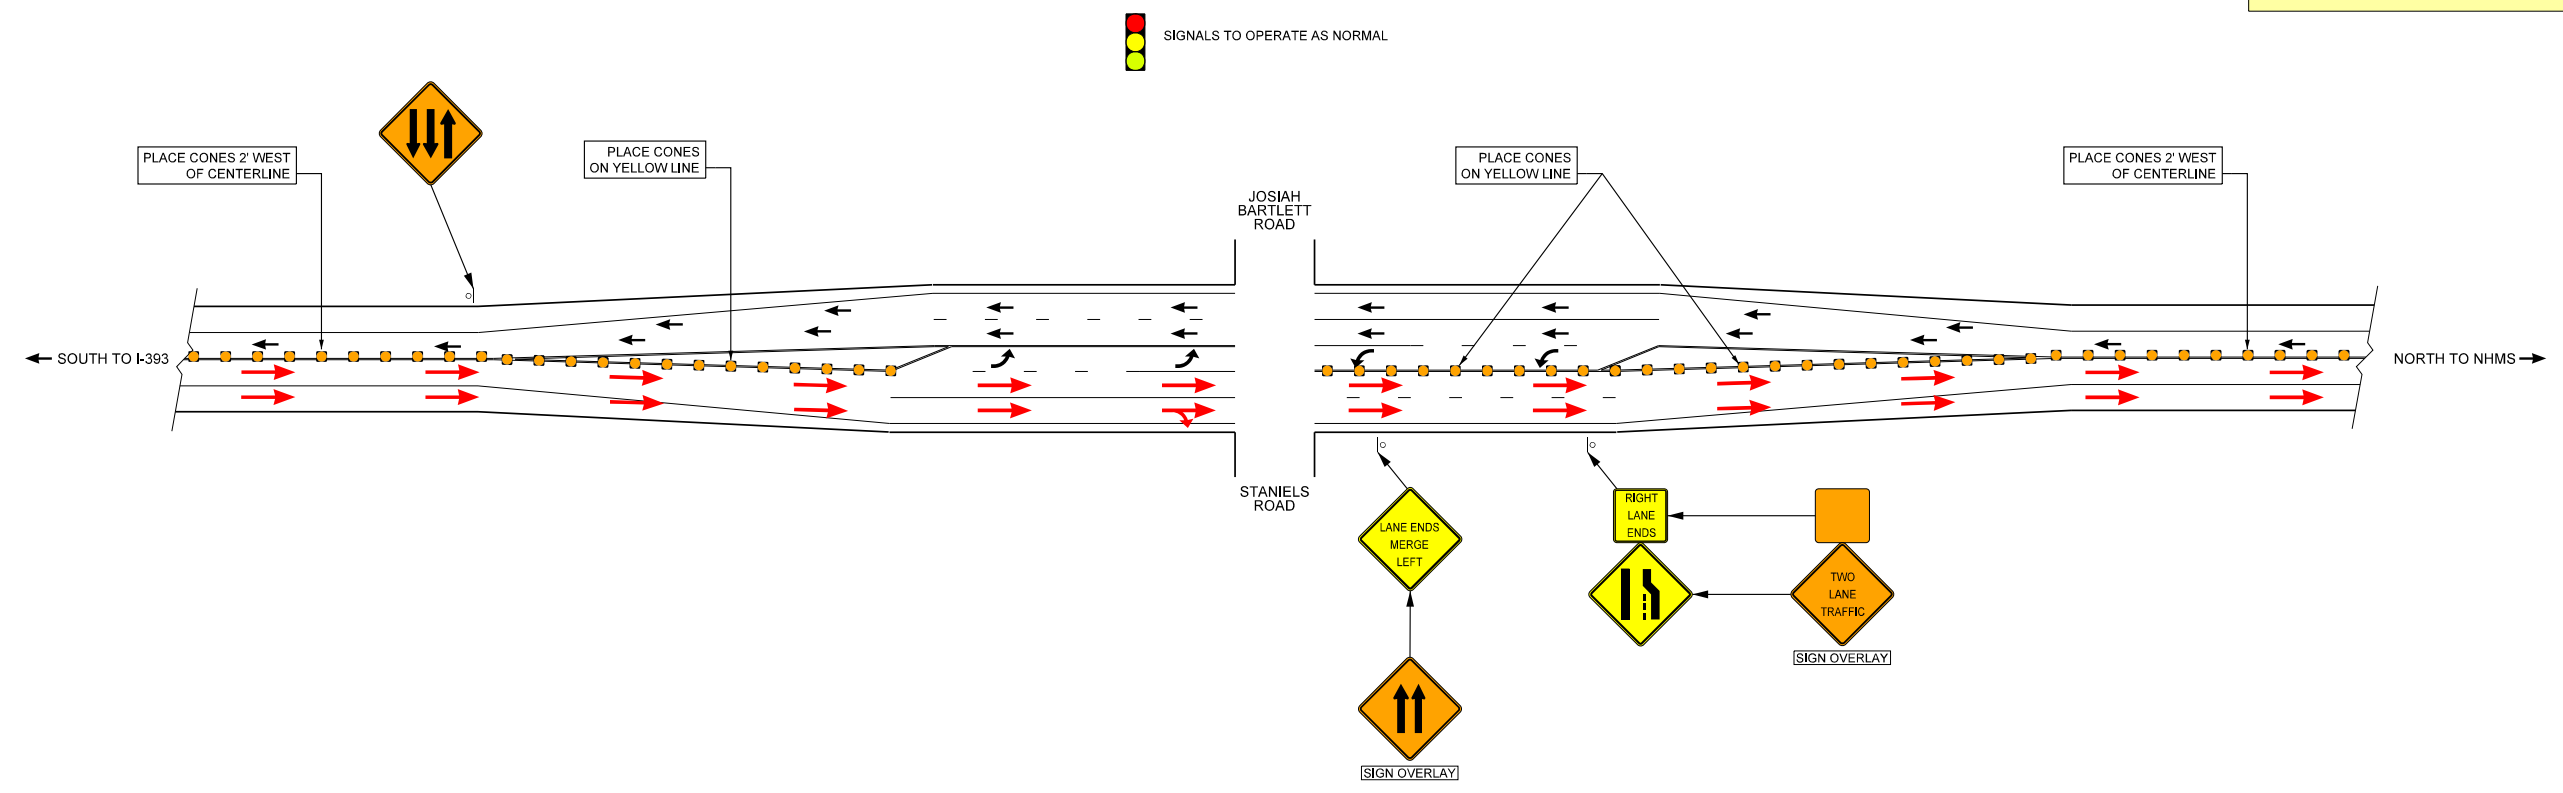 SIGNALS TO OPERATE AS NORMAL
PLACE CONES 2' WEST
OF CENTERLINE
PLACE CONES
ON YELLOW LINE
PLACE CONES
ON YELLOW LINE
PLACE CONES 2' WEST
OF CENTERLINE
JOSIAH
BARTLETT
ROAD
SOUTH TO I-393
NORTH TO NHMS
STANIELS
ROAD
LANE ENDS
MERGE
LEFT
RIGHT
LANE
ENDS
TWO
LANE
TRAFFIC
SIGN OVERLAY
SIGN OVERLAY